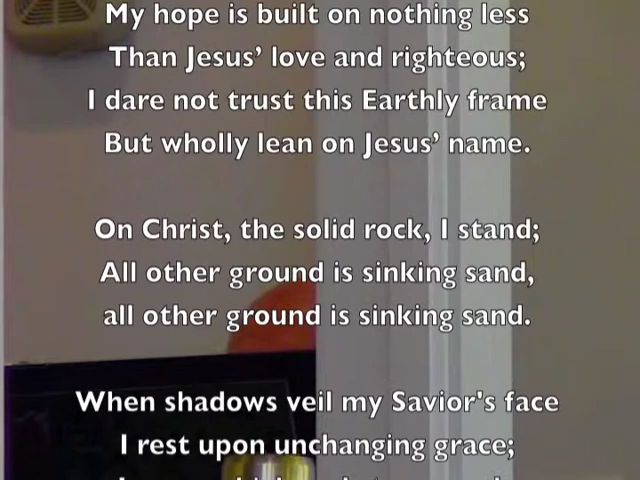 My hope is built on nothing less
Than Jesus’ love and righteous;
I dare not trust this Earthly frame
But wholly lean on Jesus’ name.
On Christ, the solid rock, I stand;
All other ground is sinking sand,
all other ground is sinking sand.
When shadows veil my Savior's face
I rest upon unchanging grace;